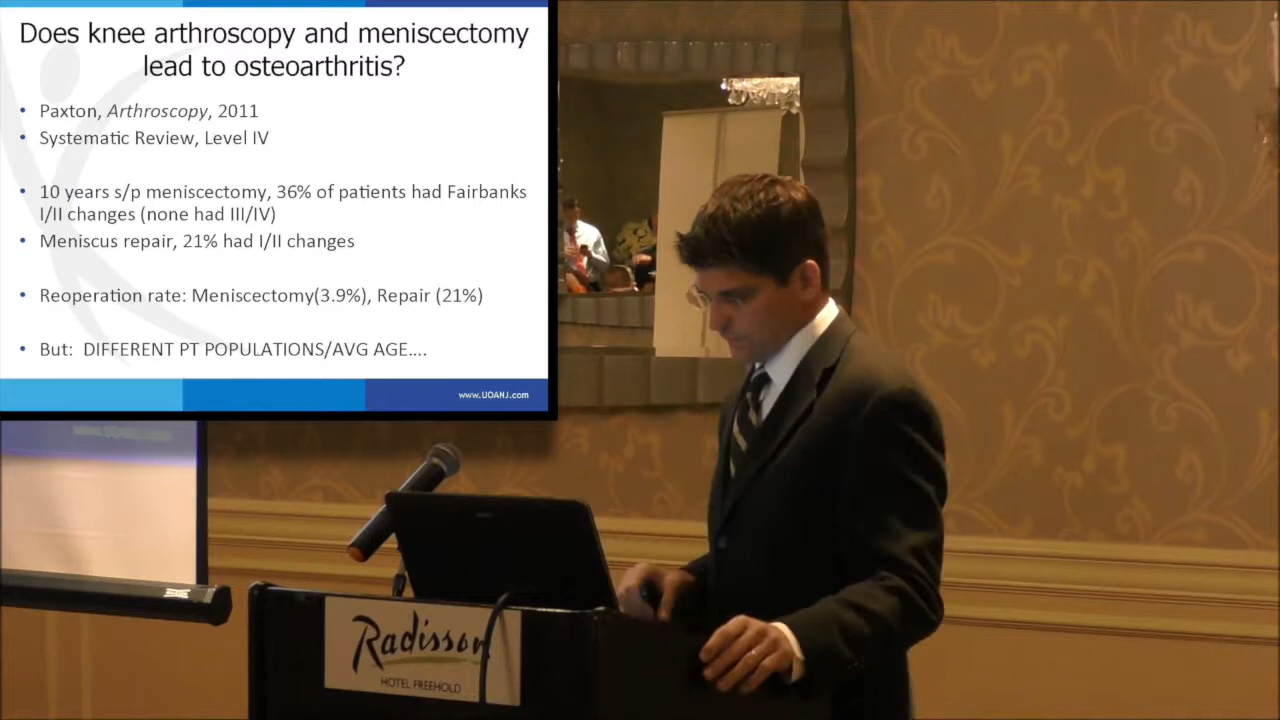 Does knee arthroscopy and meniscectomy
lead to osteoarthritis?
• Paxton, Arthroscopy, 2011
• Systematic Review, Level IV
• 10 years s/p meniscectomy, 36% of patients had Fairbanks
I/II changes (none had III/IV)
• Meniscus repair, 21% had I/II changes
• Reoperation rate: Meniscectomy(3.9%), Repair (21%)
• But: DIFFERENT PT POPULATIONS/AVG AGE....
www.UOANJ.com
Radisson
HOTEL FREEHOLD